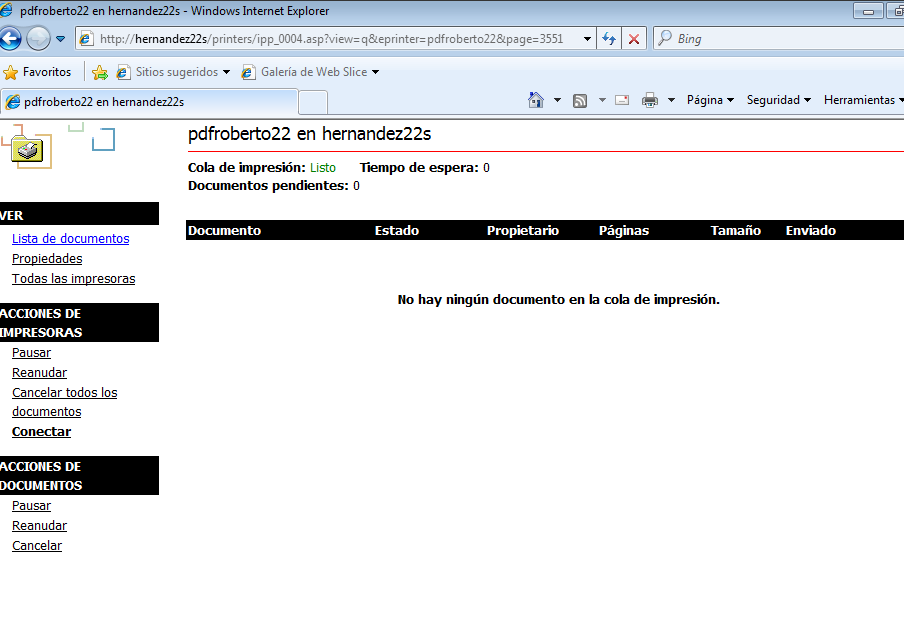 pdfroberto22 en hernandez22s - Windows Internet Explorer
http://hernandez22s/printers/ipp_0004.asp?view=q&eprinter=pdfroberto22&page=3551
Bing
Favoritos Sitios sugeridos Galería de Web Slice
pdfroberto22 en hernandez22s
Página Seguridad Herramientas
pdfroberto22 en hernandez22s
Cola de impresión: Listo Tiempo de espera: 0
Documentos pendientes: 0
VER
Lista de documentos
Propiedades
Todas las impresoras
ACCIONES DE
IMPRESORAS
Pausar
Reanudar
Cancelar todos los
documentos
Conectar
ACCIONES DE
DOCUMENTOS
Pausar
Reanudar
Cancelar
Documento Estado Propietario Páginas Tamaño Enviado
No hay ningún documento en la cola de impresión.